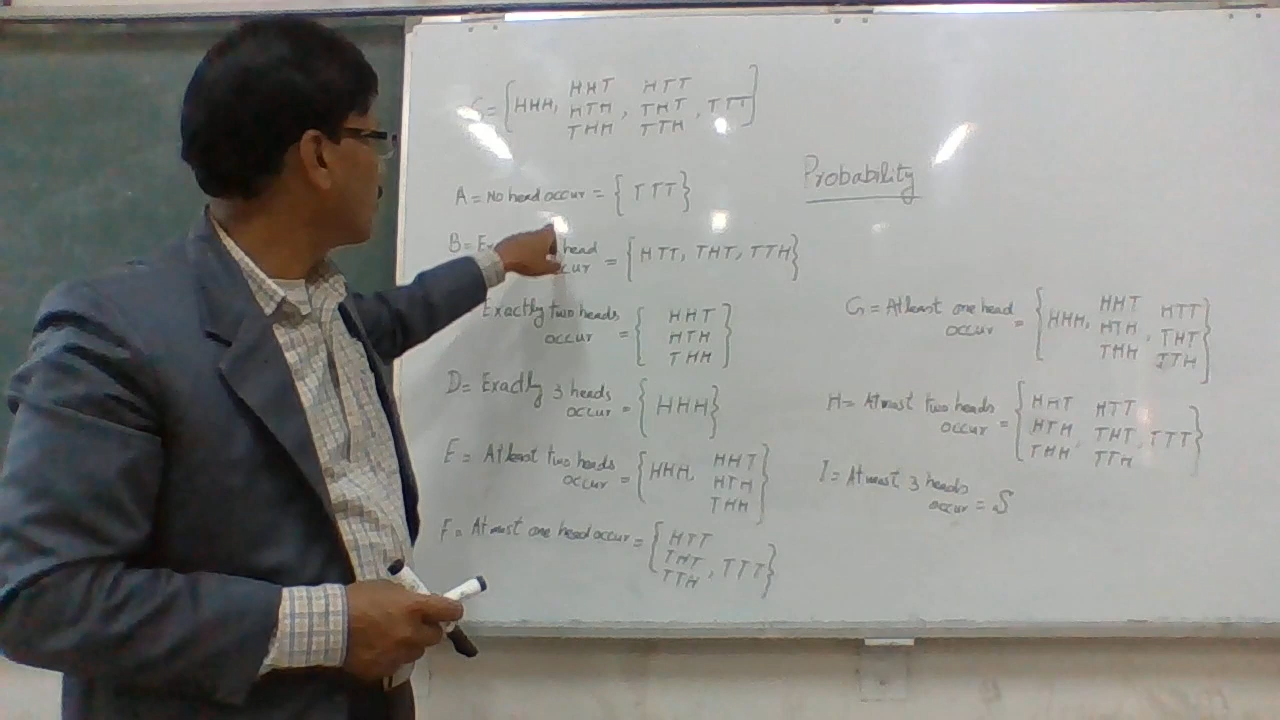 HHT HTT
S = { HHH, HTH , THT , TTT }
THH TTH
Probability
A = No head occur = { TTT }
B = head
occur = { HTT, THT, TTH }
Exactly two heads HHT
occur = { HTH }
THH
D = Exactly 3 heads
occur = { HHH }
E = Atleast two heads HHT
occur = { HHH, HTH }
THH
F = Atmost one head occur = { HTT
THT , TTT }
TTH
G = Atleast one head HHT HTT
occur = { HHH, HTH , THT }
THH TTH
H = Atmost two heads HHT HTT
occur = { HTH , THT , TTT }
THH TTH
I = Atmost 3 heads
occur = S